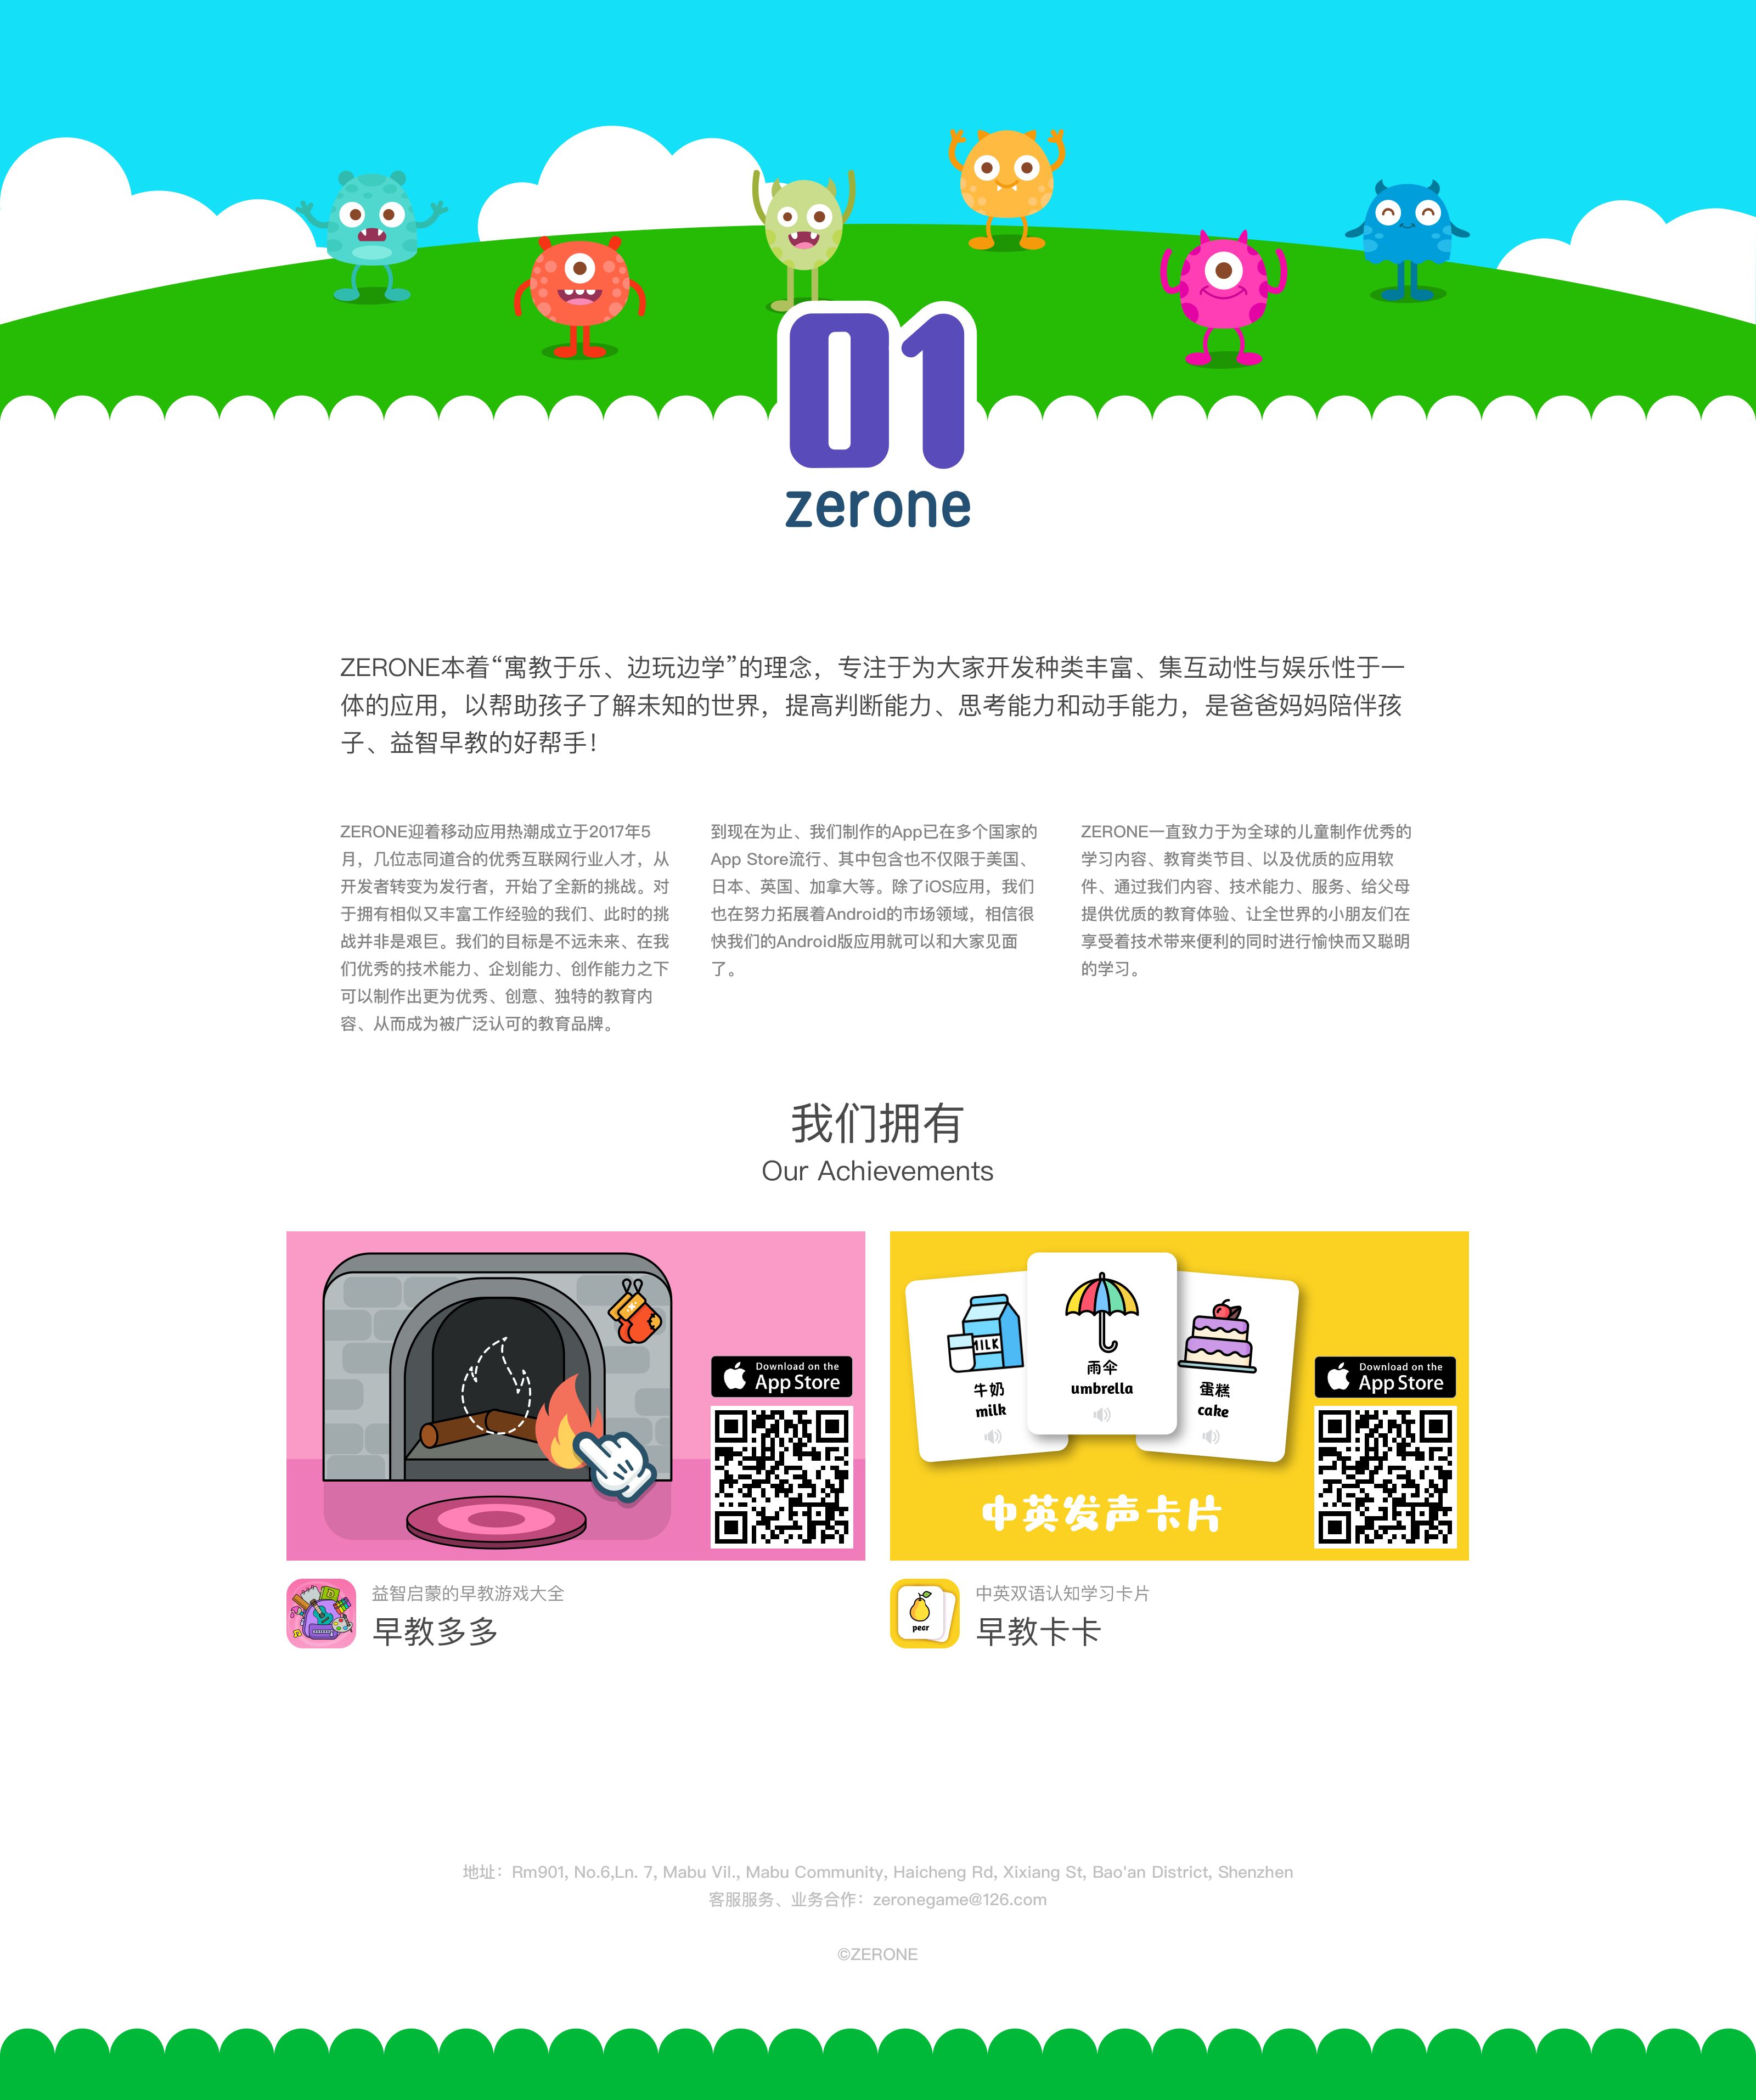 01
zerone
ZERONE本着“寓教于乐、边玩边学”的理念，专注于为大家开发种类丰富、集互动性与娱乐性于一
体的应用，以帮助孩子了解未知的世界，提高判断能力、思考能力和动手能力，是爸爸妈妈陪伴孩
子、益智早教的好帮手！
ZERONE迎着移动应用热潮成立于2017年5
月，几位志同道合的优秀互联网行业人才，从
开发者转变为发行者，开始了全新的挑战。对
于拥有相似又丰富工作经验的我们、此时的挑
战并非是艰巨。我们的目标是不远未来、在我
们优秀的技术能力、企划能力、创作能力之下
可以制作出更为优秀、创意、独特的教育内
容、从而成为被广泛认可的教育品牌。
到现在为止、我们制作的App已在多个国家的
App Store流行、其中包含也不仅限于美国、
日本、英国、加拿大等。除了iOS应用，我们
也在努力拓展着Android的市场领域，相信很
快我们的Android版应用就可以和大家见面
了。
ZERONE一直致力于为全球的儿童制作优秀的
学习内容、教育类节目、以及优质的应用软
件、通过我们内容、技术能力、服务、给父母
提供优质的教育体验、让全世界的小朋友们在
享受着技术带来便利的同时进行愉快而又聪明
的学习。
我们拥有
Our Achievements
Download on the
App Store
MILK
牛奶
milk
雨伞
umbrella
蛋糕
cake
中英发声卡片
Download on the
App Store
益智启蒙的早教游戏大全
早教多多
pear
中英双语认知学习卡片
早教卡卡
地址：Rm901, No.6,Ln. 7, Mabu Vil., Mabu Community, Haicheng Rd, Xixiang St, Bao'an District, Shenzhen
客服服务、业务合作：zeronegame@126.com
©ZERONE